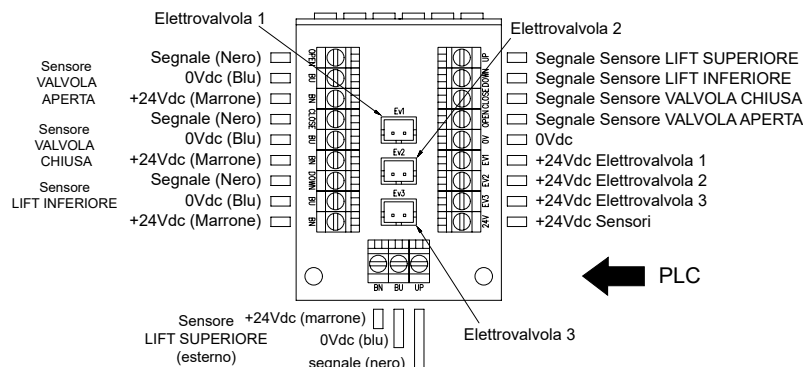 Elettrovalvola 1
Elettrovalvola 2
Sensore
VALVOLA
APERTA
Segnale (Nero)
0Vdc (Blu)
+24Vdc (Marrone)
Sensore
VALVOLA
CHIUSA
Segnale (Nero)
0Vdc (Blu)
+24Vdc (Marrone)
Sensore
LIFT INFERIORE
Segnale (Nero)
0Vdc (Blu)
+24Vdc (Marrone)
OPEN
BU
BN
CLOSE
BU
BN
DOWN
BU
BN
Ev1
Ev2
Ev3
UP
DOWN
CLOSE
OPEN
0V
EV1
EV2
EV3
24V
Segnale Sensore LIFT SUPERIORE
Segnale Sensore LIFT INFERIORE
Segnale Sensore VALVOLA CHIUSA
Segnale Sensore VALVOLA APERTA
0Vdc
+24Vdc Elettrovalvola 1
+24Vdc Elettrovalvola 2
+24Vdc Elettrovalvola 3
+24Vdc Sensori
PLC
BN BU UP
Sensore
LIFT SUPERIORE
(esterno)
+24Vdc (marrone)
0Vdc (blu)
segnale (nero)
Elettrovalvola 3